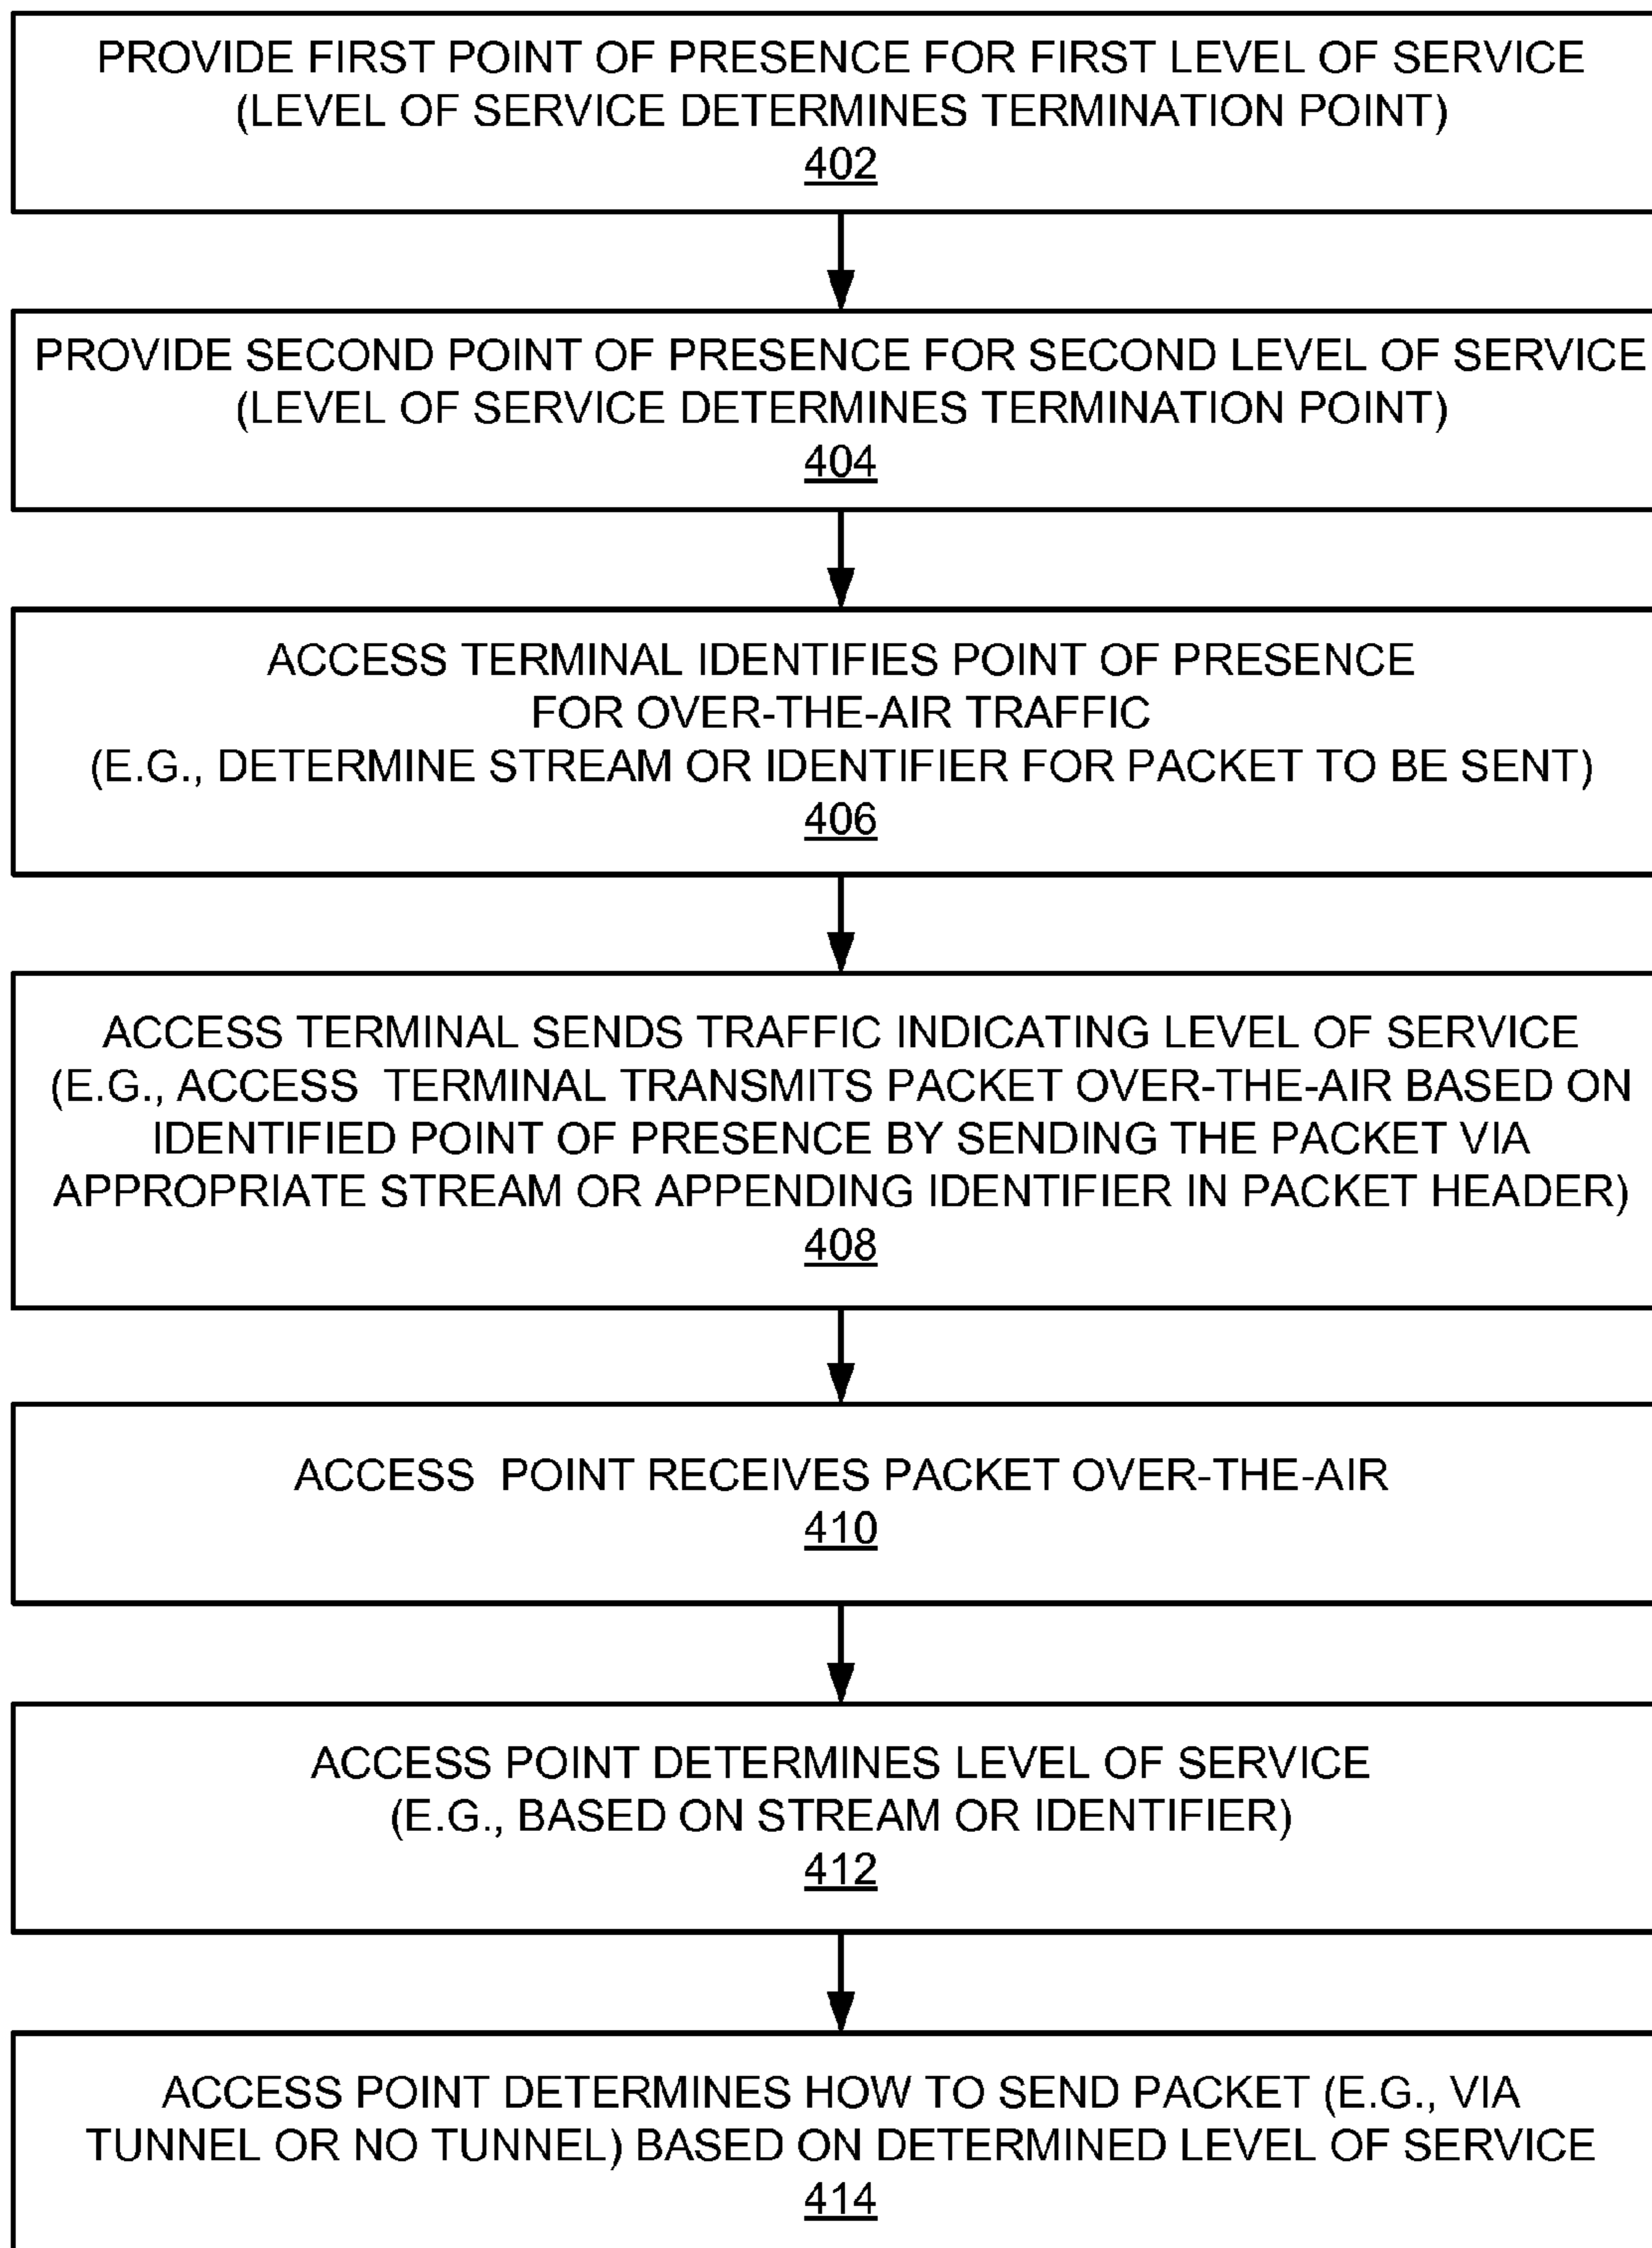 PROVIDE FIRST POINT OF PRESENCE FOR FIRST LEVEL OF SERVICE
(LEVEL OF SERVICE DETERMINES TERMINATION POINT)
402
PROVIDE SECOND POINT OF PRESENCE FOR SECOND LEVEL OF SERVICE
(LEVEL OF SERVICE DETERMINES TERMINATION POINT)
404
ACCESS TERMINAL IDENTIFIES POINT OF PRESENCE
FOR OVER-THE-AIR TRAFFIC
(E.G., DETERMINE STREAM OR IDENTIFIER FOR PACKET TO BE SENT)
406
ACCESS TERMINAL SENDS TRAFFIC INDICATING LEVEL OF SERVICE
(E.G., ACCESS TERMINAL TRANSMITS PACKET OVER-THE-AIR BASED ON
IDENTIFIED POINT OF PRESENCE BY SENDING THE PACKET VIA
APPROPRIATE STREAM OR APPENDING IDENTIFIER IN PACKET HEADER)
408
ACCESS POINT RECEIVES PACKET OVER-THE-AIR
410
ACCESS POINT DETERMINES LEVEL OF SERVICE
(E.G., BASED ON STREAM OR IDENTIFIER)
412
ACCESS POINT DETERMINES HOW TO SEND PACKET (E.G., VIA
TUNNEL OR NO TUNNEL) BASED ON DETERMINED LEVEL OF SERVICE
414